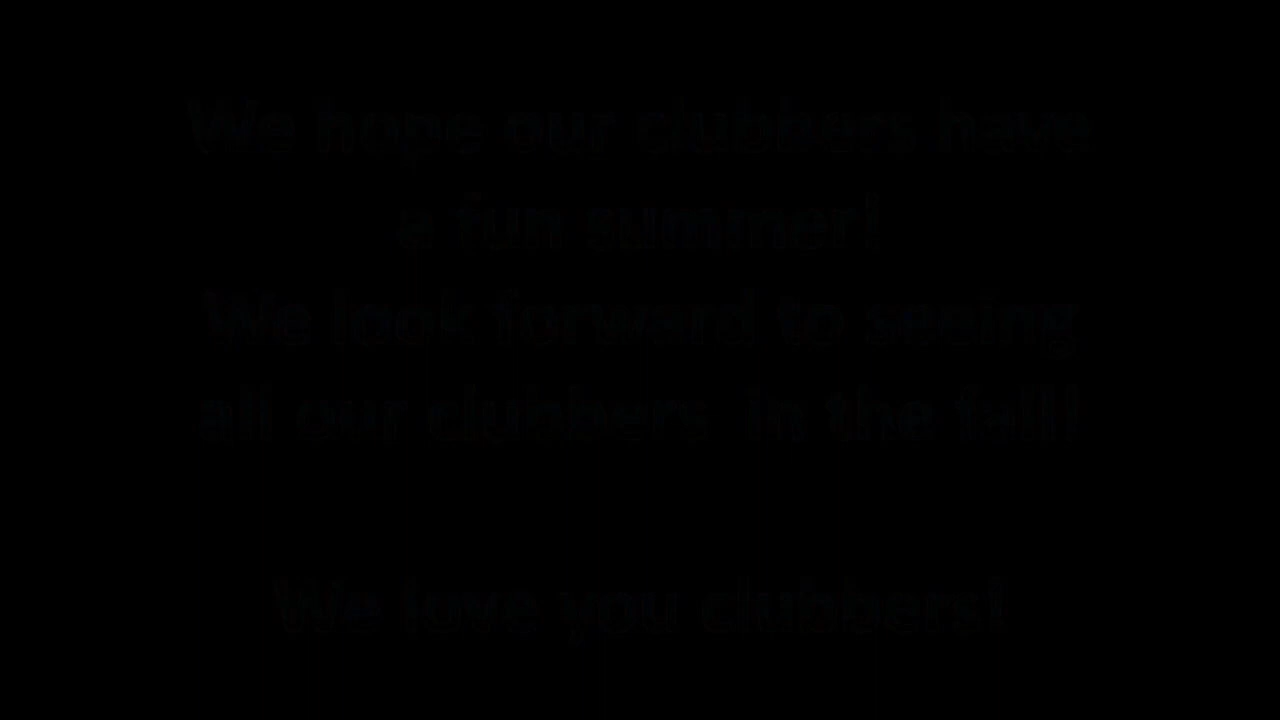 We hope our clubbers have
a fun summer!
We look forward to seeing
all our clubbers in the fall!
We love you clubbers!